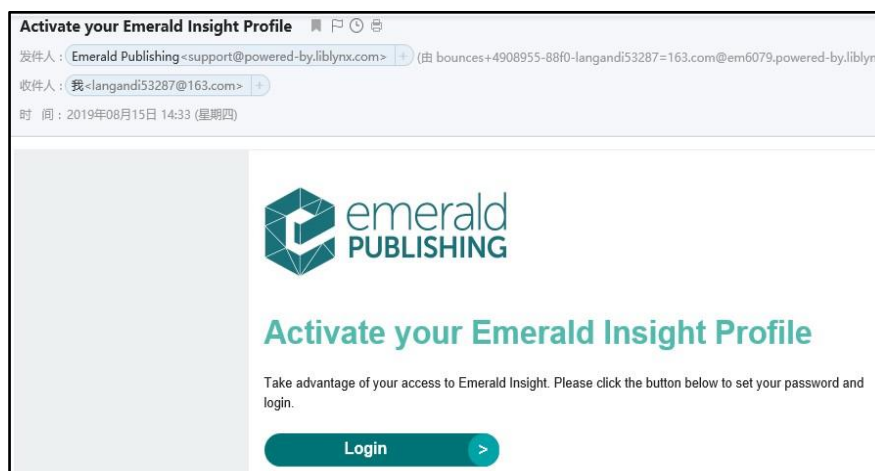 Activate your Emerald Insight Profile
发件人：Emerald Publishing<support@powered-by.liblynx.com> + (由 bounces+4908955-88f0-langandi53287=163.com@em6079.powered-by.liblyn
收件人：我<langandi53287@163.com> +
时 间：2019年08月15日 14:33 (星期四)
emerald
PUBLISHING
Activate your Emerald Insight Profile
Take advantage of your access to Emerald Insight. Please click the button below to set your password and
login.
Login >